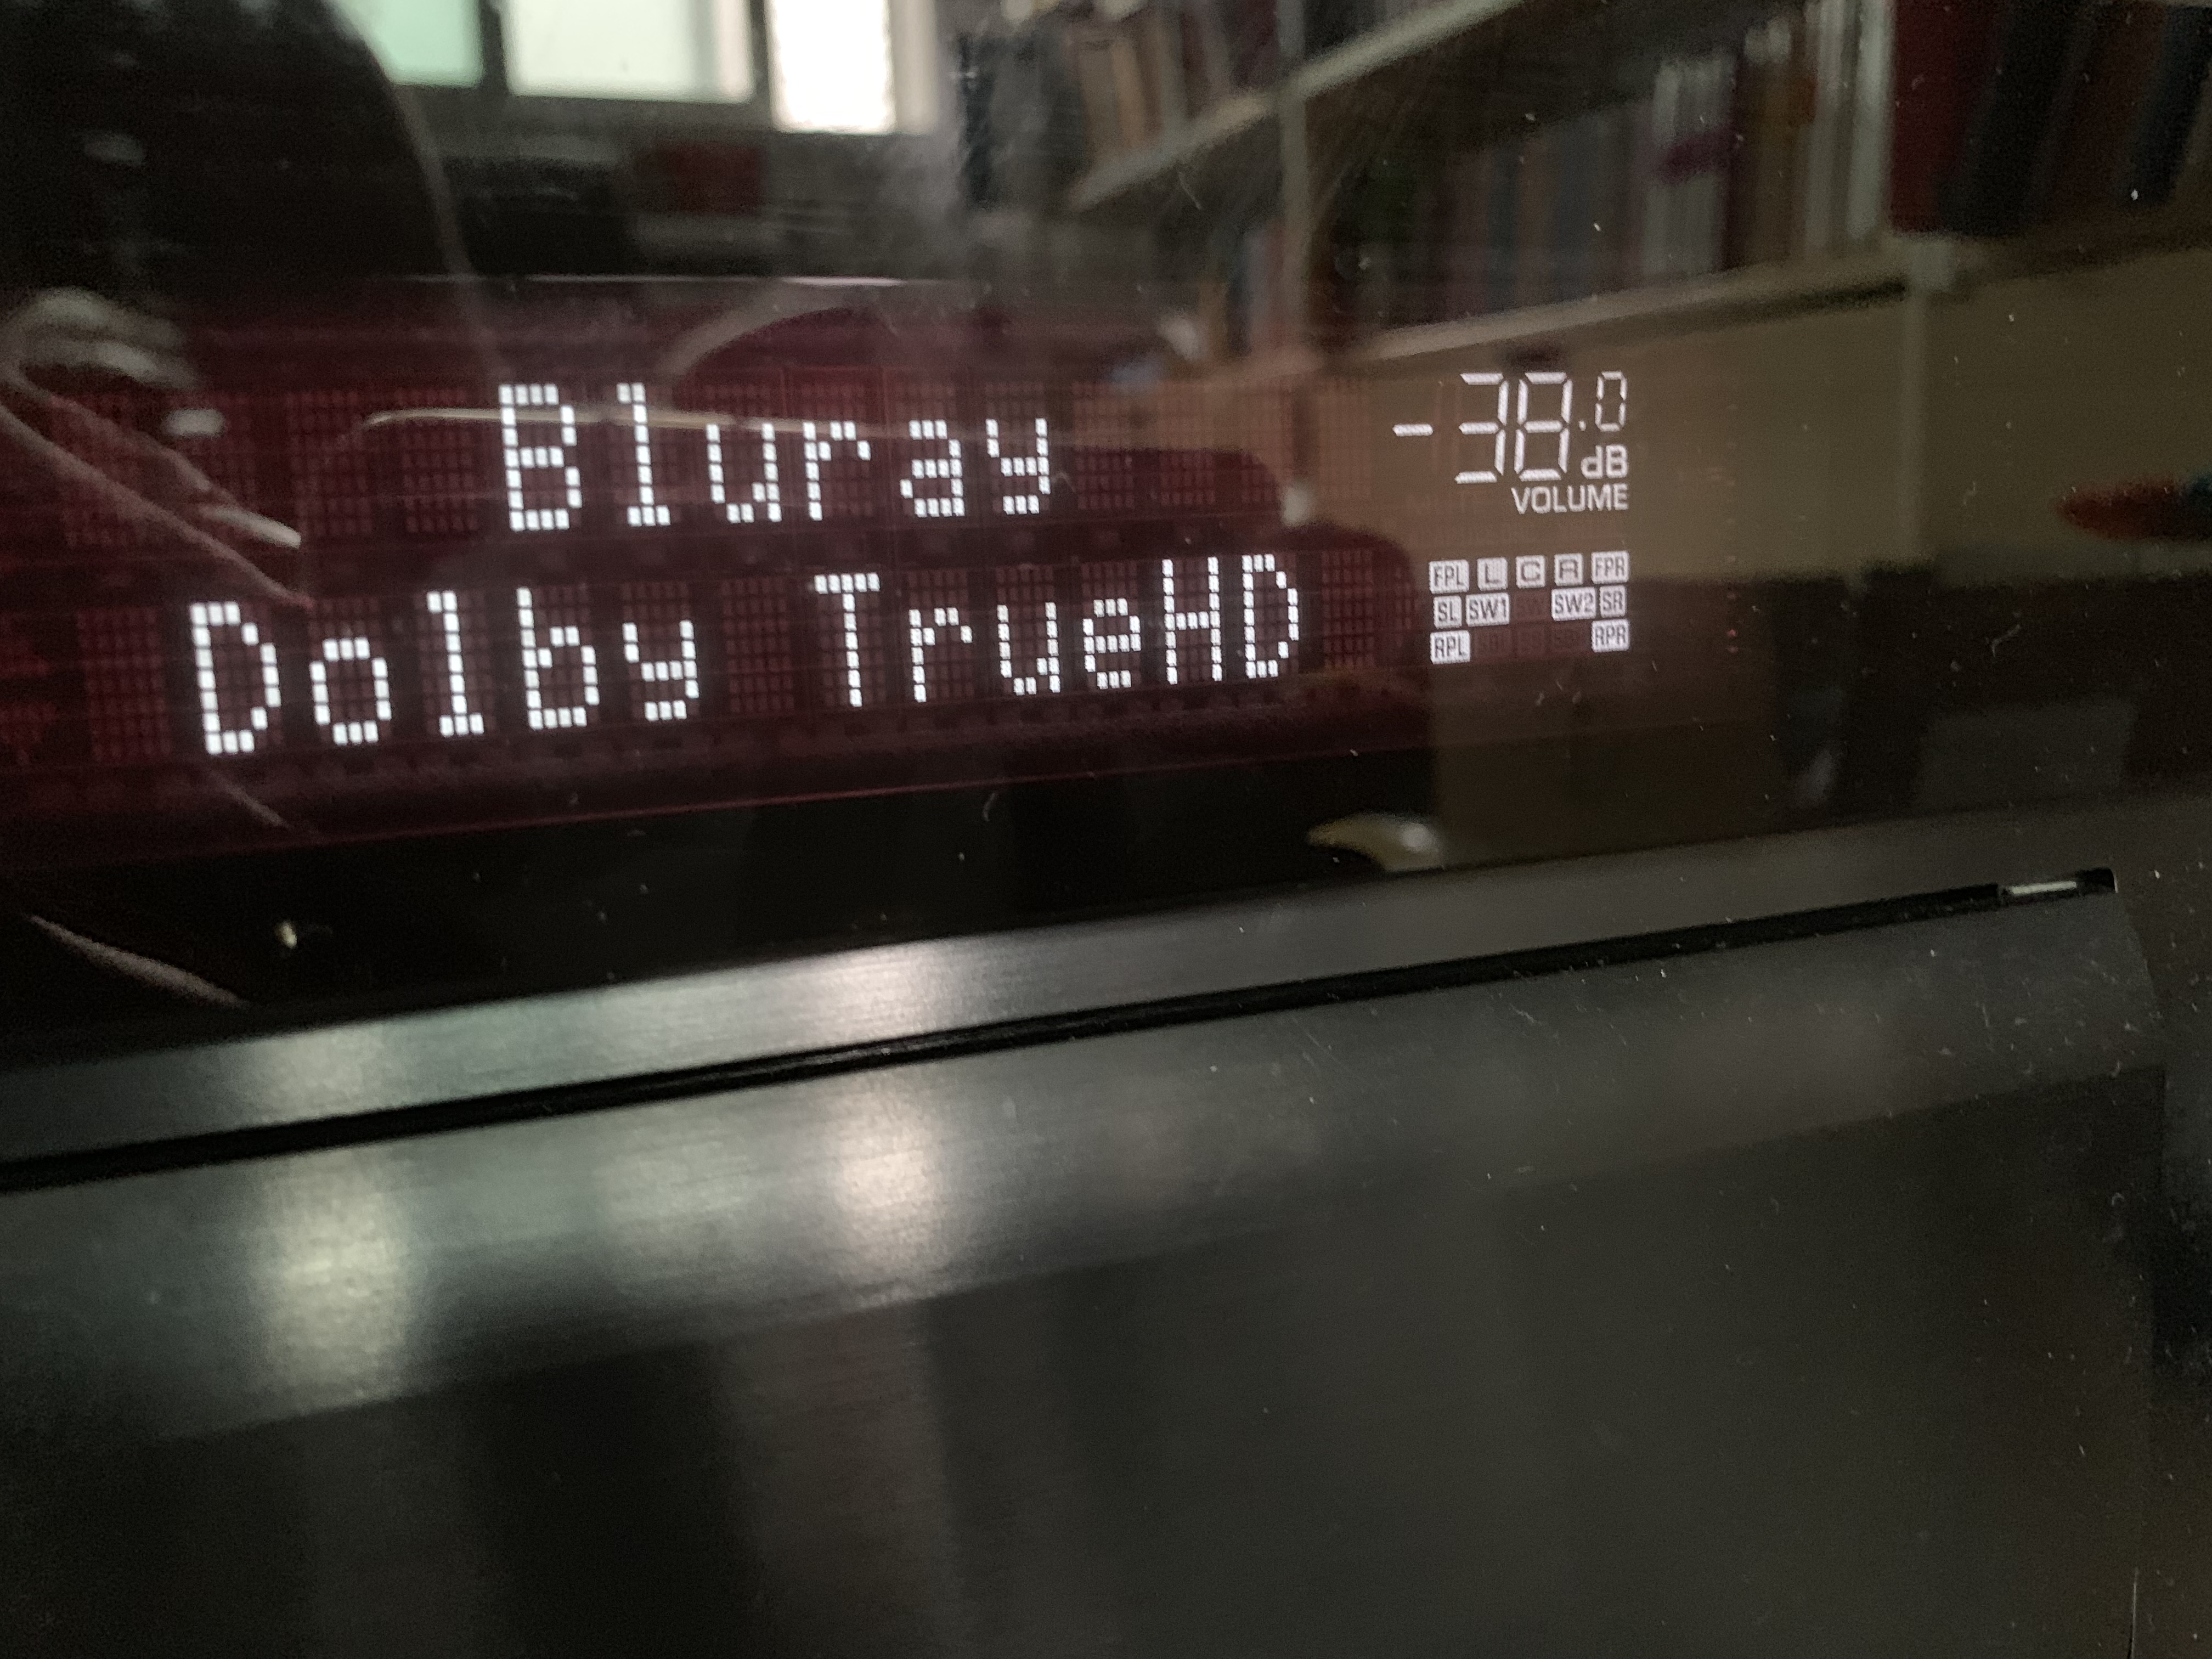 Bluray
-38.0
dB
VOLUME
Dolby TrueHD
FPL L C R FPR
SL SW1 SW2 SR
RPL RPR